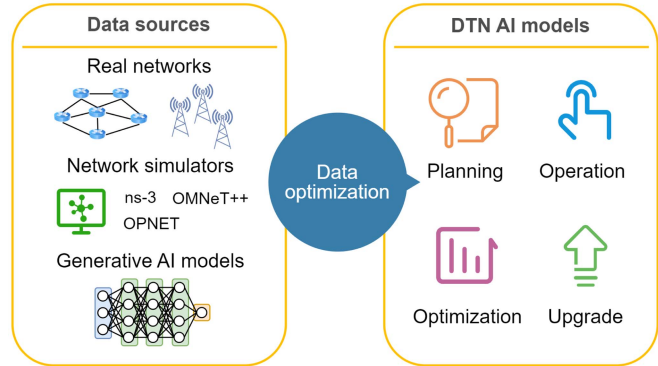 Data sources
Real networks
Network simulators
ns-3 OMNeT++
OPNET
Generative AI models
Data
optimization
DTN AI models
Planning
Operation
Optimization
Upgrade